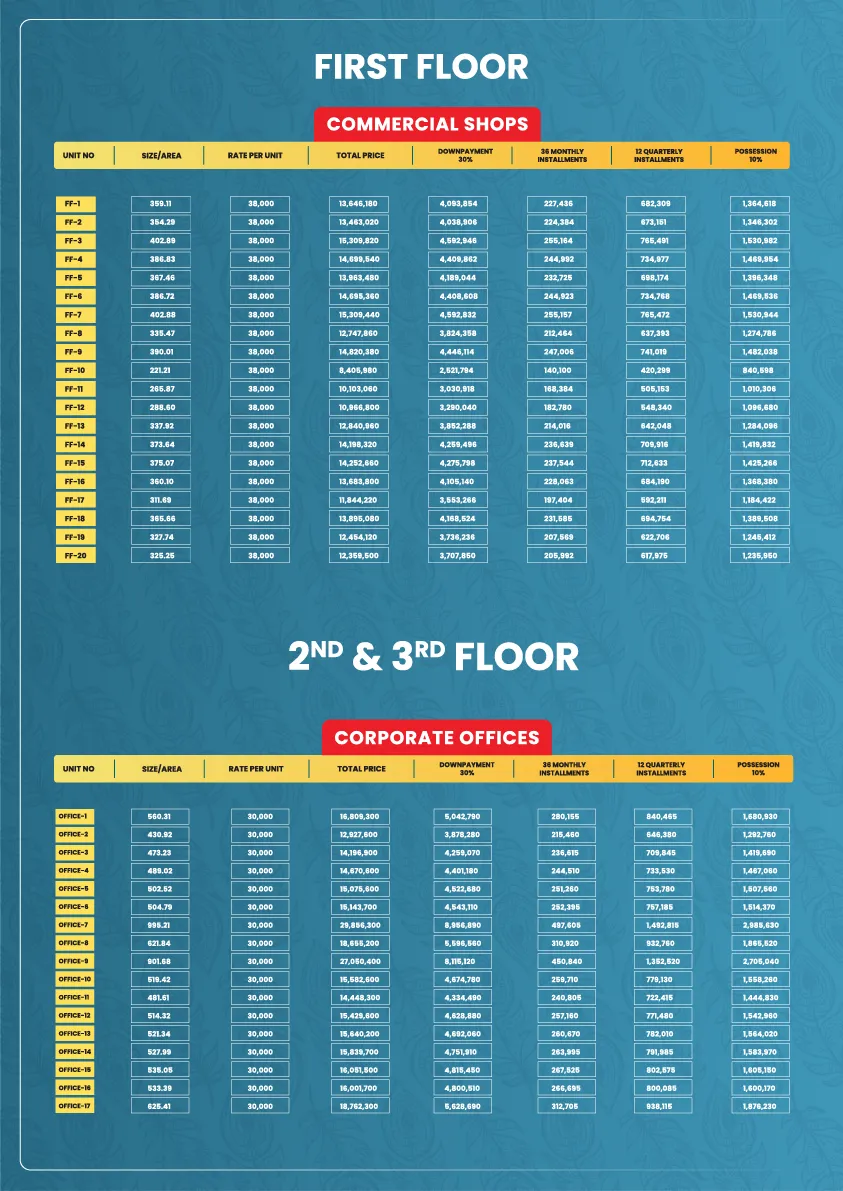 FIRST FLOOR
COMMERCIAL SHOPS
UNIT NO SIZE/AREA RATE PER UNIT TOTAL PRICE DOWNPAYMENT 30% 36 MONTHLY INSTALLMENTS 12 QUARTERLY INSTALLMENTS POSSESSION 10%
FF-1 359.11 38,000 13,646,180 4,093,854 227,436 682,309 1,364,618
FF-2 354.29 38,000 13,463,020 4,038,906 224,384 673,151 1,346,302
FF-3 402.89 38,000 15,309,820 4,592,946 255,164 765,491 1,530,982
FF-4 386.83 38,000 14,699,540 4,409,862 244,992 734,977 1,469,954
FF-5 367.46 38,000 13,963,480 4,189,044 232,725 698,174 1,396,348
FF-6 386.72 38,000 14,695,360 4,408,608 244,923 734,768 1,469,536
FF-7 402.88 38,000 15,309,440 4,592,832 255,157 765,472 1,530,944
FF-8 335.47 38,000 12,747,860 3,824,358 212,464 637,393 1,274,786
FF-9 390.01 38,000 14,820,380 4,446,114 247,006 741,019 1,482,038
FF-10 221.21 38,000 8,405,980 2,521,794 140,100 420,299 840,598
FF-11 265.87 38,000 10,103,060 3,030,918 168,384 505,153 1,010,306
FF-12 288.60 38,000 10,966,800 3,290,040 182,780 548,340 1,096,680
FF-13 337.92 38,000 12,840,960 3,852,288 214,016 642,048 1,284,096
FF-14 373.64 38,000 14,198,320 4,259,496 236,639 709,916 1,419,832
FF-15 375.07 38,000 14,252,660 4,275,798 237,544 712,633 1,425,266
FF-16 360.10 38,000 13,683,800 4,105,140 228,063 684,190 1,368,380
FF-17 311.69 38,000 11,844,220 3,553,266 197,404 592,211 1,184,422
FF-18 365.66 38,000 13,895,080 4,168,524 231,585 694,754 1,389,508
FF-19 327.74 38,000 12,454,120 3,736,236 207,569 622,706 1,245,412
FF-20 325.25 38,000 12,359,500 3,707,850 205,992 617,975 1,235,950
2ND & 3RD FLOOR
CORPORATE OFFICES
UNIT NO SIZE/AREA RATE PER UNIT TOTAL PRICE DOWNPAYMENT 30% 36 MONTHLY INSTALLMENTS 12 QUARTERLY INSTALLMENTS POSSESSION 10%
OFFICE-1 560.31 30,000 16,809,300 5,042,790 280,155 840,465 1,680,930
OFFICE-2 430.92 30,000 12,927,600 3,878,280 215,460 646,380 1,292,760
OFFICE-3 473.23 30,000 14,196,900 4,259,070 236,615 709,845 1,419,690
OFFICE-4 489.02 30,000 14,670,600 4,401,180 244,510 733,530 1,467,060
OFFICE-5 502.52 30,000 15,075,600 4,522,680 251,260 753,780 1,507,560
OFFICE-6 504.79 30,000 15,143,700 4,543,110 252,395 757,185 1,514,370
OFFICE-7 995.21 30,000 29,856,300 8,956,890 497,605 1,492,815 2,985,630
OFFICE-8 621.84 30,000 18,655,200 5,596,560 310,920 932,760 1,865,520
OFFICE-9 901.68 30,000 27,050,400 8,115,120 450,840 1,352,520 2,705,040
OFFICE-10 519.42 30,000 15,582,600 4,674,780 259,710 779,130 1,558,260
OFFICE-11 481.61 30,000 14,448,300 4,334,490 240,805 722,415 1,444,830
OFFICE-12 514.32 30,000 15,429,600 4,628,880 257,160 771,480 1,542,960
OFFICE-13 521.34 30,000 15,640,200 4,692,060 260,670 782,010 1,564,020
OFFICE-14 527.99 30,000 15,839,700 4,751,910 263,995 791,985 1,583,970
OFFICE-15 535.05 30,000 16,051,500 4,815,450 267,525 802,575 1,605,150
OFFICE-16 533.39 30,000 16,001,700 4,800,510 266,695 800,085 1,600,170
OFFICE-17 625.41 30,000 18,762,300 5,628,690 312,705 938,115 1,876,230